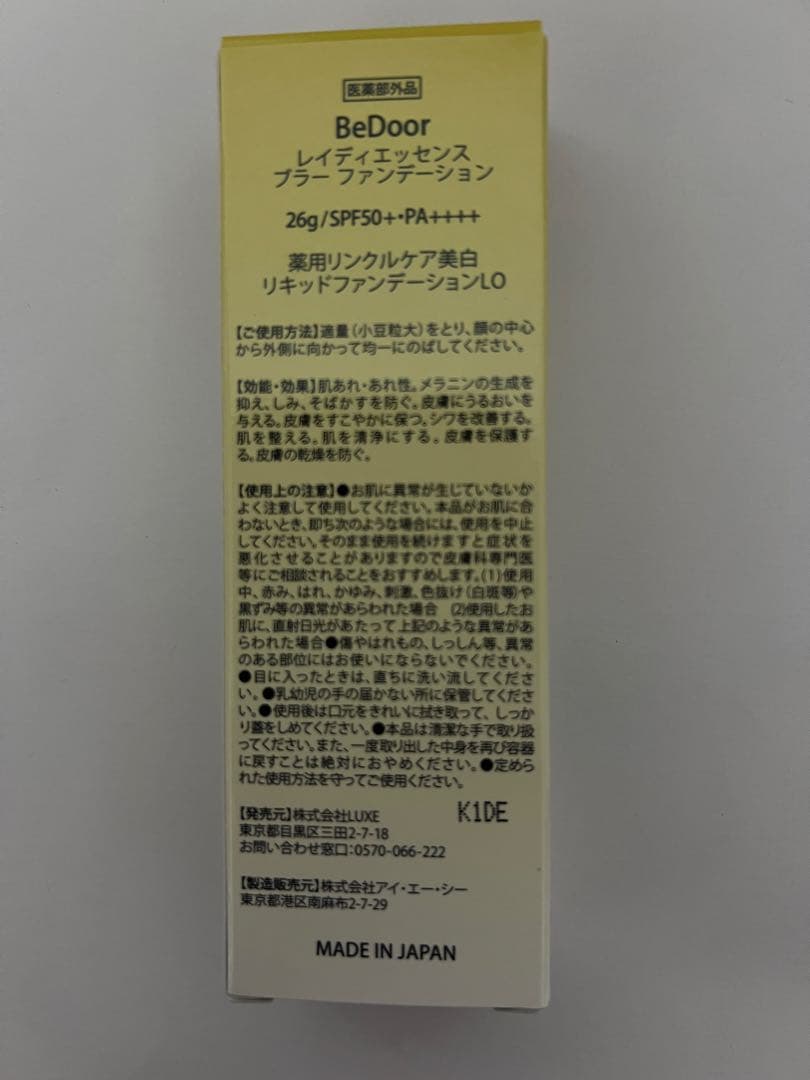 医薬部外品
BeDoor
レイディエッセンス
ブラー ファンデーション
26g/SPF50+・PA++++
薬用リンクルケア美白
リキッドファンデーションLO
【ご使用方法】適量(小豆粒大)をとり、顔の中心
から外側に向かって均一にのばしてください。
【効能・効果】肌あれ・あれ性。メラニンの生成を
抑え、しみ、そばかすを防ぐ。皮膚にうるおいを
与える。皮膚をすこやかに保つ。シワを改善する。
肌を整える。肌を清浄にする。皮膚を保護す
る。皮膚の乾燥を防ぐ。
【使用上の注意】●お肌に異常が生じていないか
よく注意して使用してください。本品がお肌に合
わないとき、即ち次のような場合には、使用を中止
してください。そのまま使用を続けますと症状を
悪化させることがありますので皮膚科専門医
等にご相談されることをおすすめします。(1)使用
中、赤み、はれ、かゆみ、刺激、色抜け(白斑等)や
黒ずみ等の異常があらわれた場合 (2)使用したお
肌に、直射日光があたって上記のような異常があ
らわれた場合●傷やはれもの、しっしん等、異常
のある部位にはお使いにならないでください。
●目に入ったときは、直ちに洗い流してくださ
い。●乳幼児の手の届かない所に保管してくださ
い。●使用後は口元をきれいに拭き取って、しっか
り蓋をしめてください。●本品は清潔な手で取り扱
ってください。また、一度取り出した中身を再び容器
に戻すことは絶対におやめください。●定めら
れた使用方法を守ってご使用ください。
【発売元】株式会社LUXE
東京都目黒区三田2-7-18
お問い合わせ窓口:0570-066-222
K1DE
【製造販売元】株式会社アイ・エー・シー
東京都港区南麻布2-7-29
MADE IN JAPAN